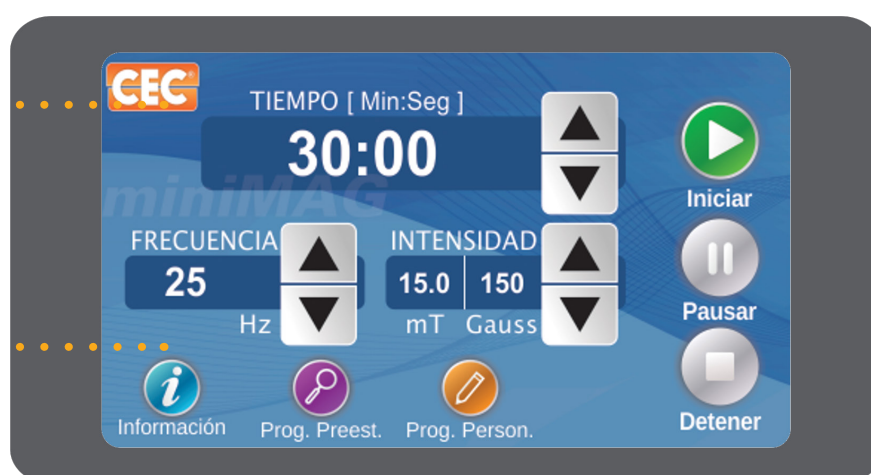 CEC
TIEMPO [ Min:Seg ]
30:00
miniMAG
Iniciar
FRECUENCIA
25
Hz
INTENSIDAD
15.0 150
mT Gauss
Pausar
Información
Prog. Preest.
Prog. Person.
Detener